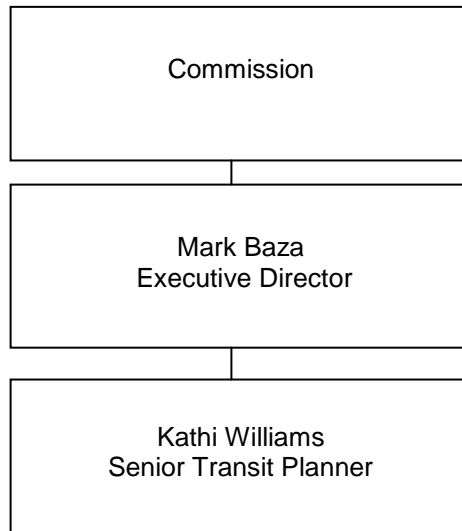 Commission
Mark Baza
Executive Director
Kathi Williams
Senior Transit Planner